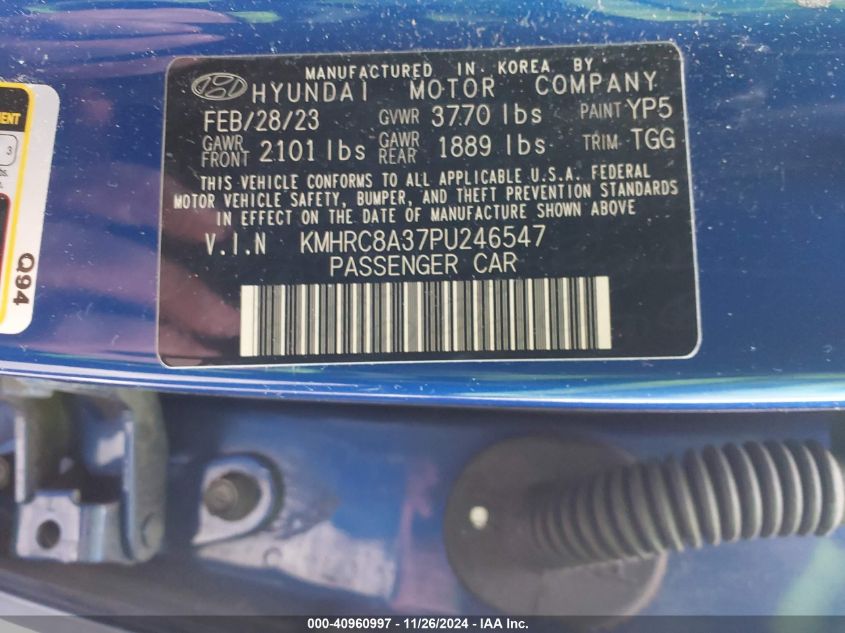 MANUFACTURED IN KOREA BY
HYUNDAI MOTOR COMPANY
FEB/28/23 GVWR 3770 lbs PAINT YP5
GAWR FRONT 2101 lbs GAWR REAR 1889 lbs TRIM TGG
THIS VEHICLE CONFORMS TO ALL APPLICABLE U.S.A. FEDERAL
MOTOR VEHICLE SAFETY, BUMPER, AND THEFT PREVENTION STANDARDS
IN EFFECT ON THE DATE OF MANUFACTURE SHOWN ABOVE
V.I.N KMHRC8A37PU246547
PASSENGER CAR
3
Q94
000-40960997 - 11/26/2024 - IAA Inc.